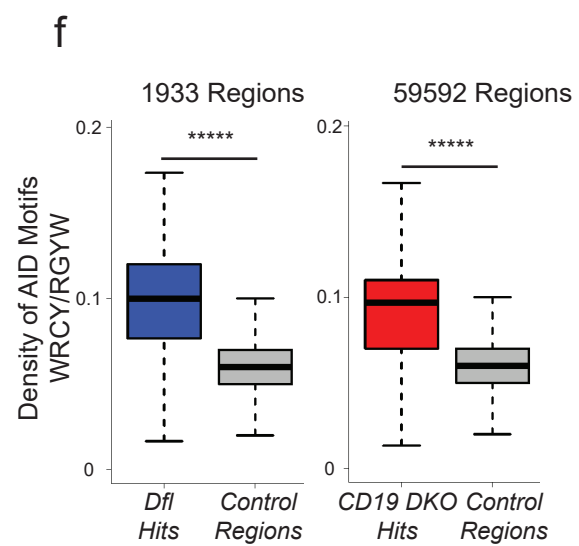 f
1933 Regions
59592 Regions
Density of AID Motifs
WRCY/RGYW
0.2
0.1
0
*****
Dfl
Hits
Control
Regions
0.2
0.1
0
*****
CD19 DKO
Hits
Control
Regions